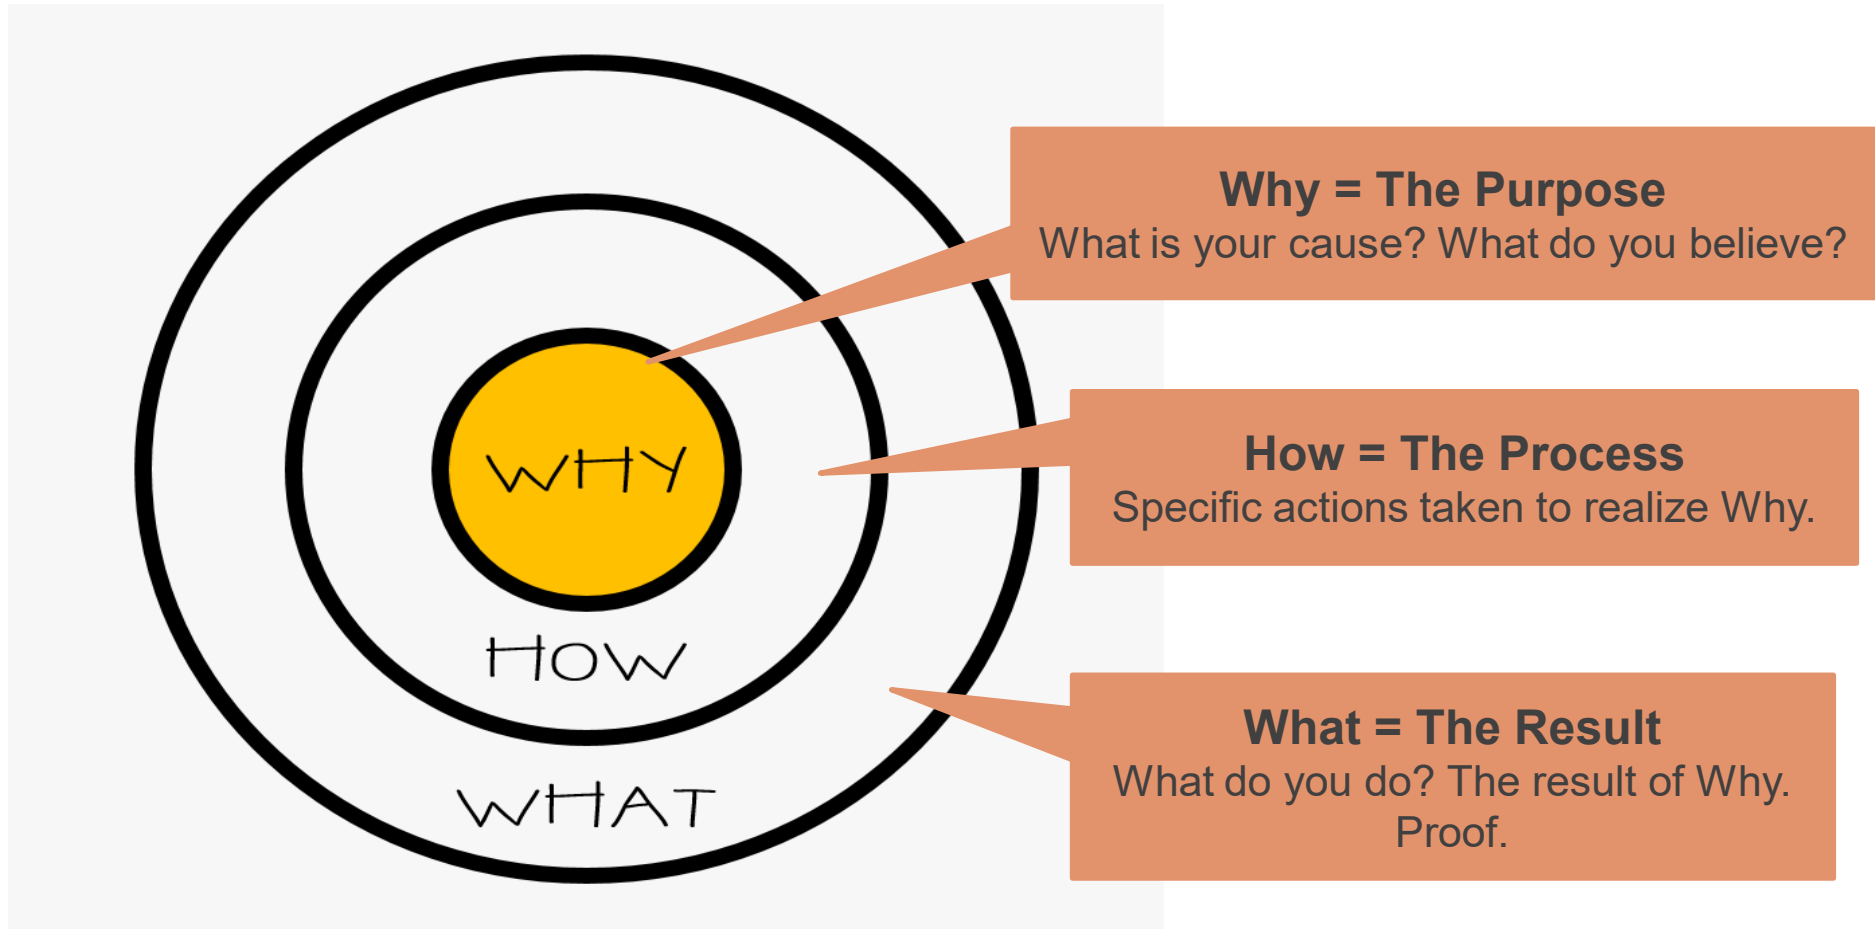 WHY
HOW
WHAT
Why = The Purpose
What is your cause? What do you believe?
How = The Process
Specific actions taken to realize Why.
What = The Result
What do you do? The result of Why.
Proof.